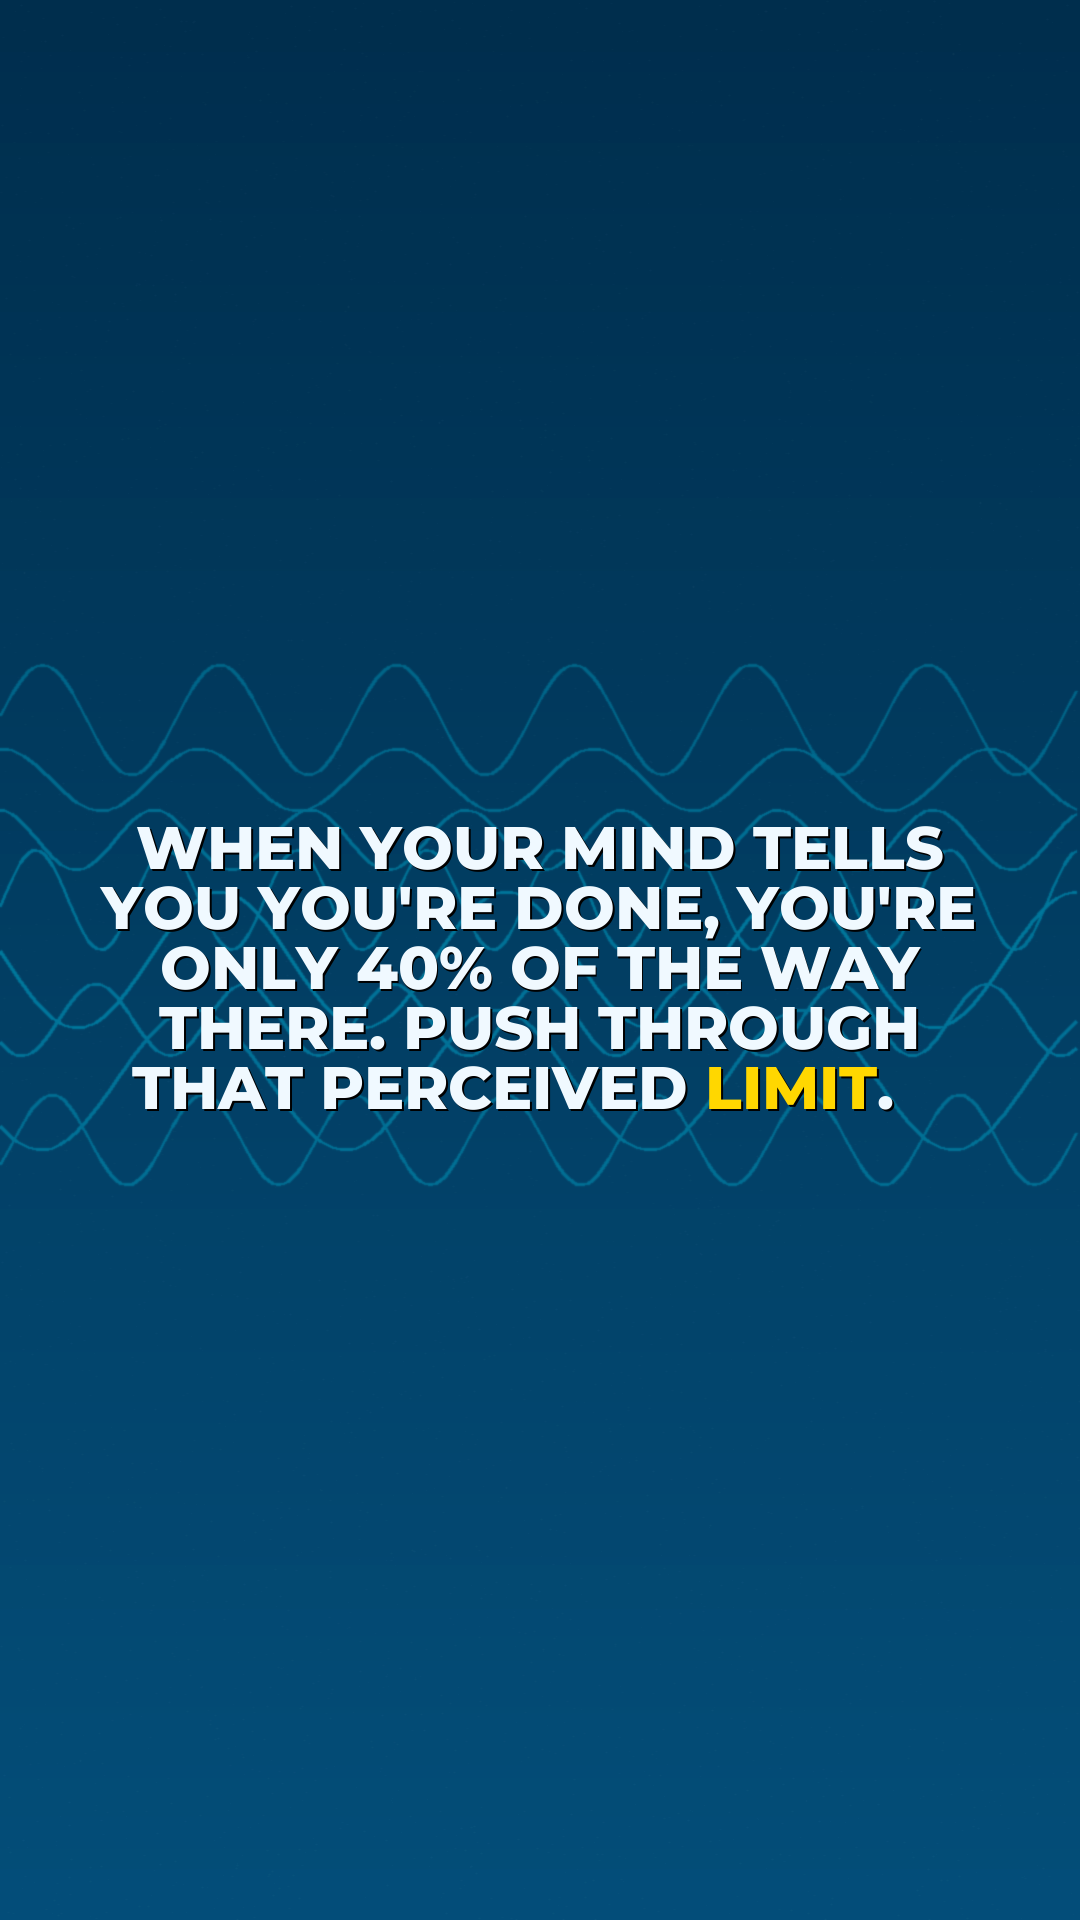 WHEN YOUR MIND TELLS
YOU YOU'RE DONE, YOU'RE
ONLY 40% OF THE WAY
THERE. PUSH THROUGH
THAT PERCEIVED LIMIT.